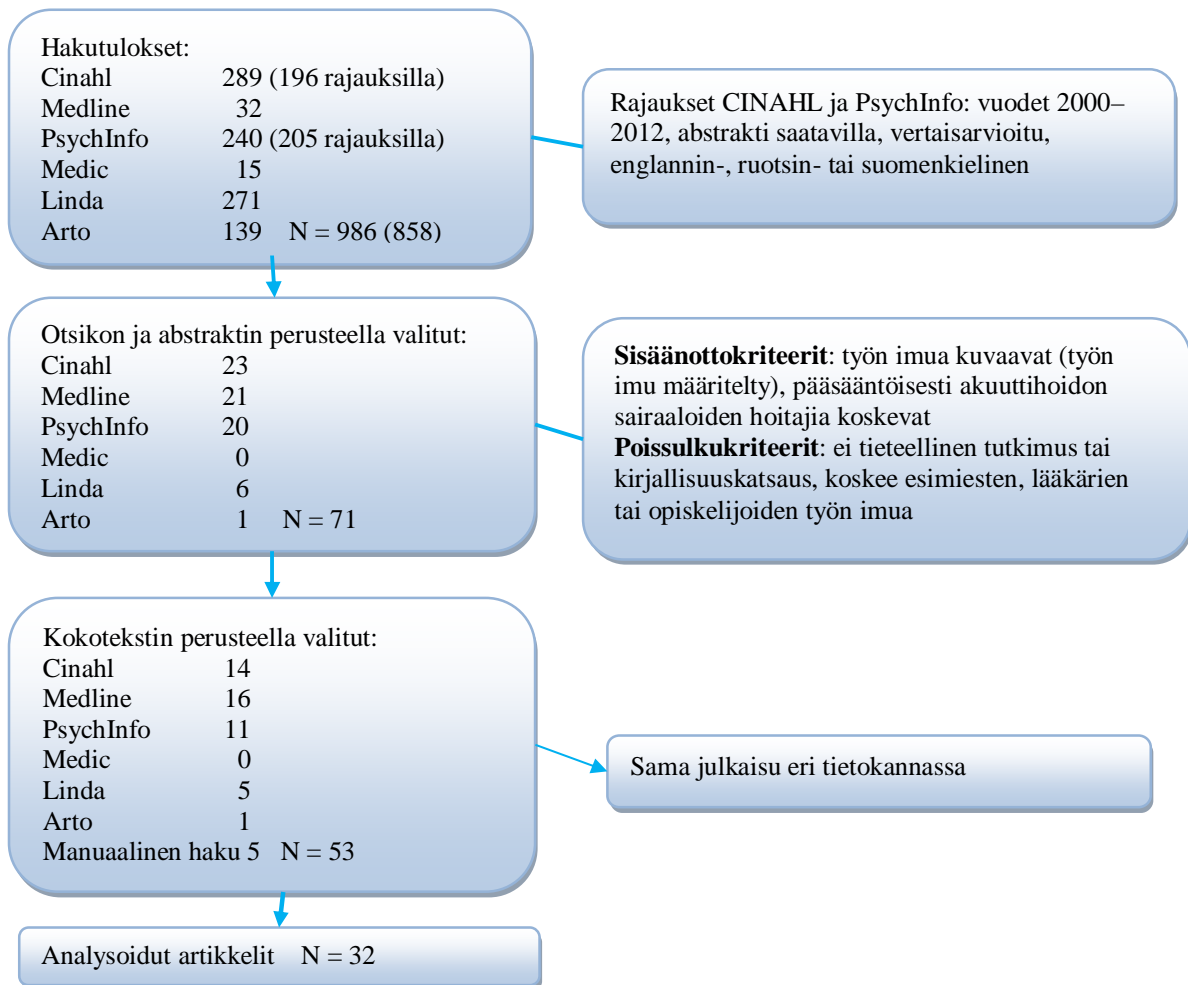 Hakutulokset:
Cinahl 289 (196 rajauksilla)
Medline 32
PsychInfo 240 (205 rajauksilla)
Medic 15
Linda 271
Arto 139 N = 986 (858)
Rajaukset CINAHL ja PsychInfo: vuodet 2000–
2012, abstrakti saatavilla, vertaisarvioitu,
englannin-, ruotsin- tai suomenkielinen
Otsikon ja abstraktin perusteella valitut:
Cinahl 23
Medline 21
PsychInfo 20
Medic 0
Linda 6
Arto 1 N = 71
Sisäänottokriteerit: työn imua kuvaavat (työn
imu määritelty), pääsääntöisesti akuuttihoidon
sairaaloiden hoitajia koskevat
Poissulkukriteerit: ei tieteellinen tutkimus tai
kirjallisuuskatsaus, koskee esimiesten, lääkärien
tai opiskelijoiden työn imua
Kokotekstin perusteella valitut:
Cinahl 14
Medline 16
PsychInfo 11
Medic 0
Linda 5
Arto 1
Manuaalinen haku 5 N = 53
Sama julkaisu eri tietokannassa
Analysoidut artikkelit N = 32